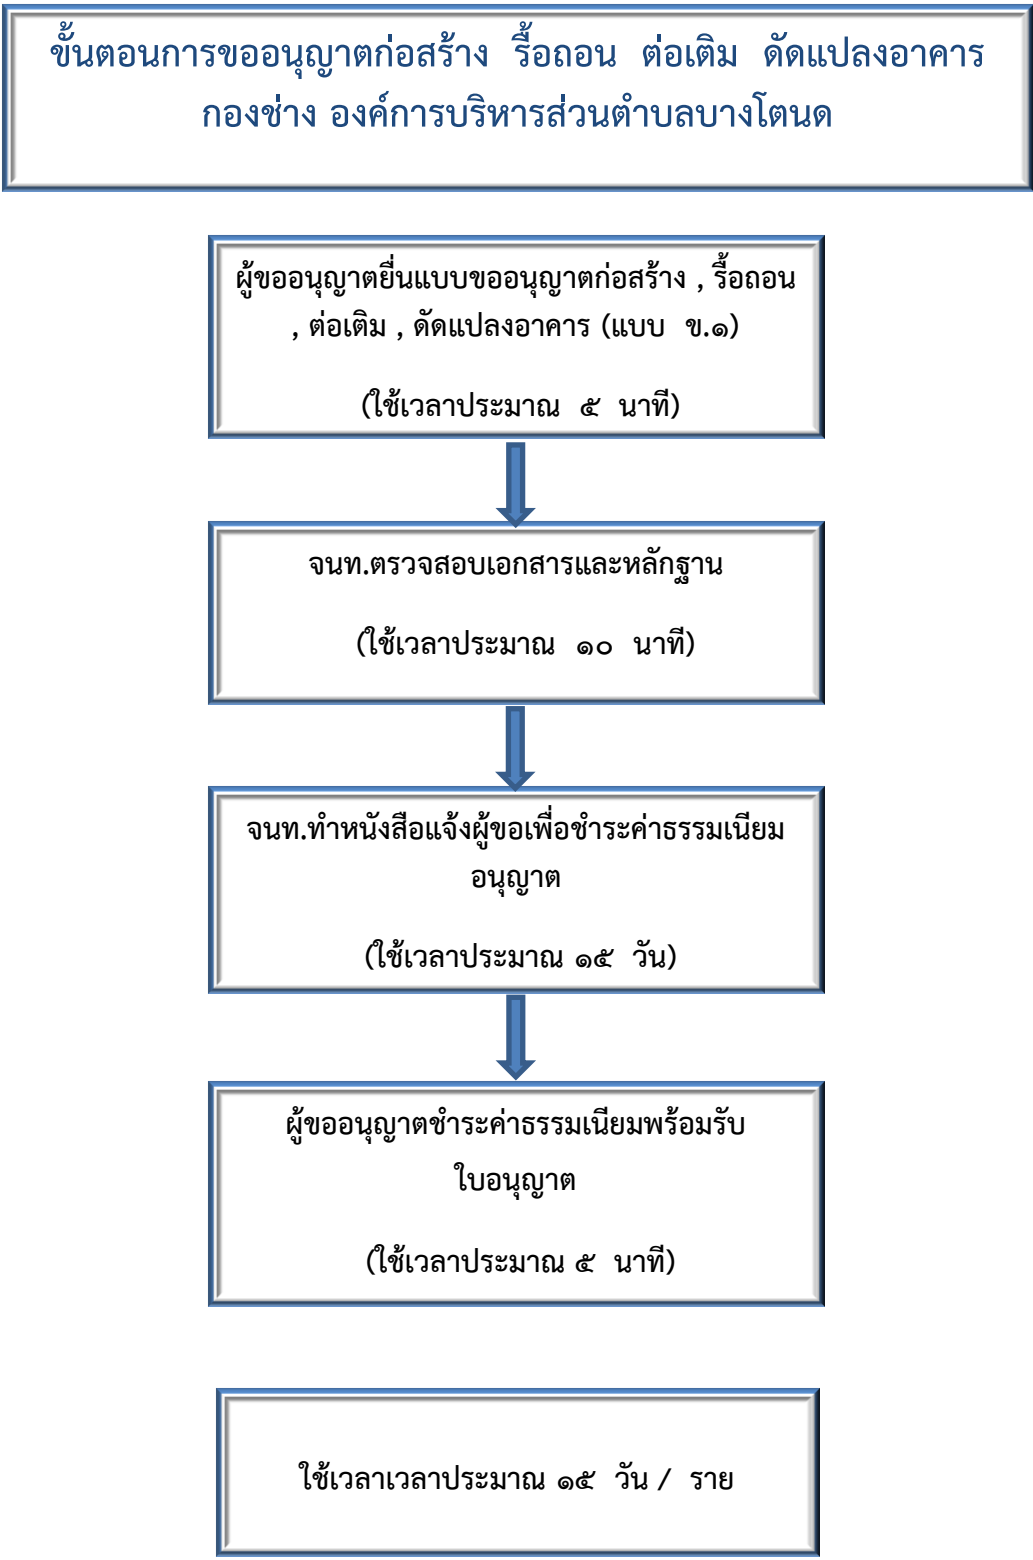 ขั้นตอนการขออนุญาตก่อสร้าง รื้อถอน ต่อเติม ดัดแปลงอาคาร
กองช่าง องค์การบริหารส่วนตำบลบางโตนด
ผู้ขออนุญาตยื่นแบบขออนุญาตก่อสร้าง , รื้อถอน
, ต่อเติม , ดัดแปลงอาคาร (แบบ ข.๑)
(ใช้เวลาประมาณ ๕ นาที)
จนท.ตรวจสอบเอกสารและหลักฐาน
(ใช้เวลาประมาณ ๑๐ นาที)
จนท.ทำหนังสือแจ้งผู้ขอเพื่อชำระค่าธรรมเนียม
อนุญาต
(ใช้เวลาประมาณ ๑๕ วัน)
ผู้ขออนุญาตชำระค่าธรรมเนียมพร้อมรับ
ใบอนุญาต
(ใช้เวลาประมาณ ๕ นาที)
ใช้เวลาเวลาประมาณ ๑๕ วัน / ราย